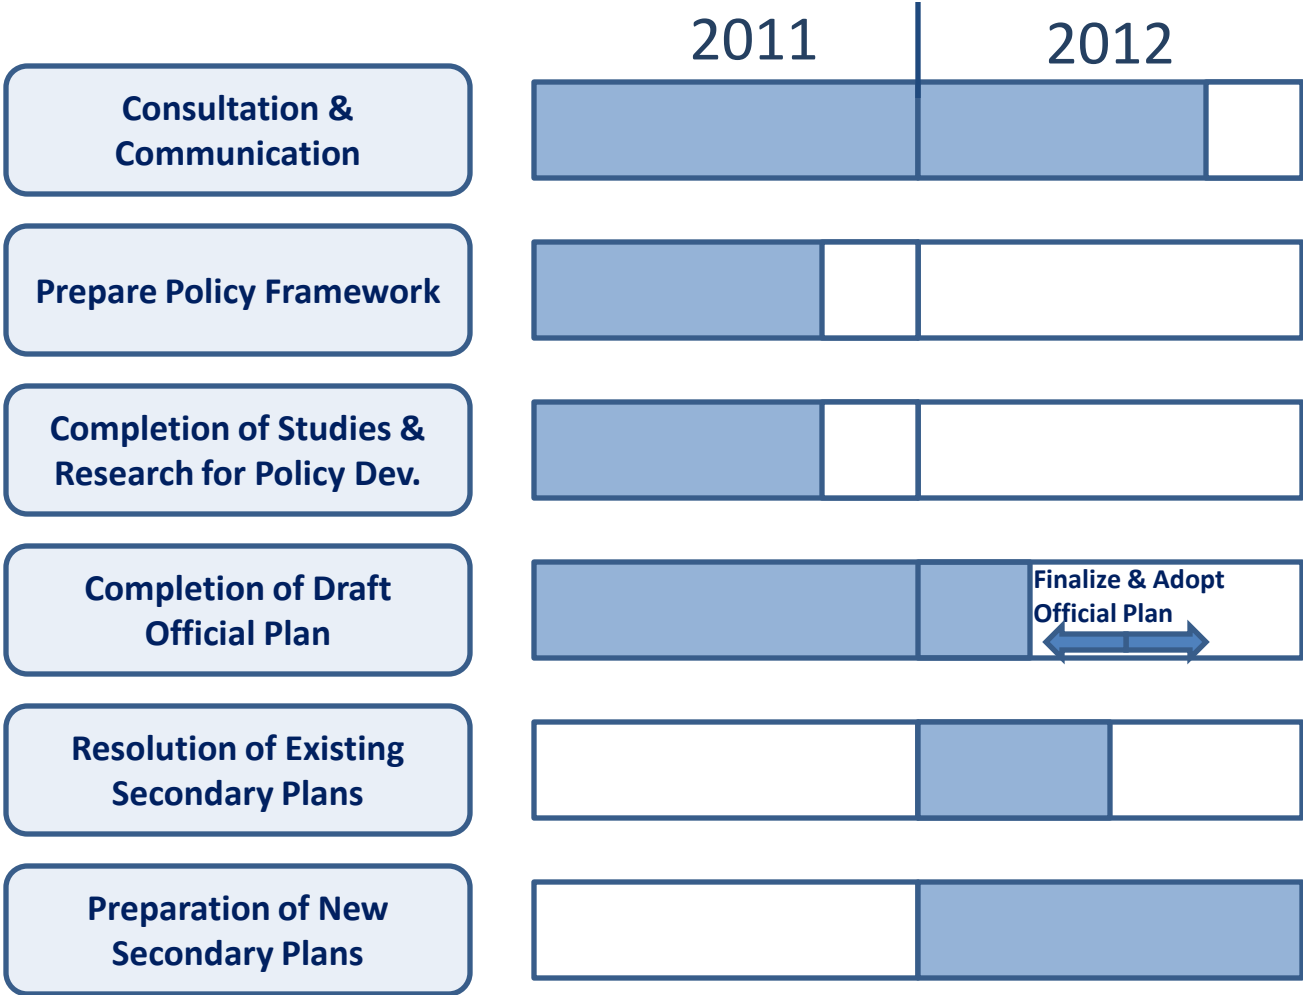 2011
2012
Consultation &
Communication
Prepare Policy Framework
Completion of Studies &
Research for Policy Dev.
Completion of Draft
Official Plan
Finalize & Adopt
Official Plan
Resolution of Existing
Secondary Plans
Preparation of New
Secondary Plans